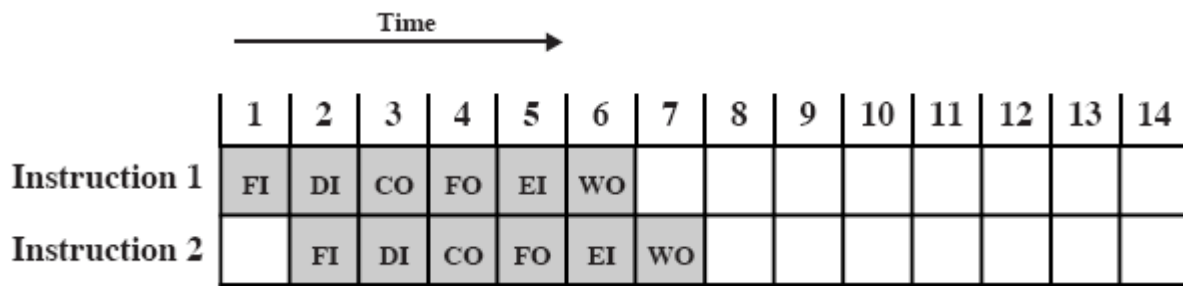 Time
1 2 3 4 5 6 7 8 9 10 11 12 13 14
Instruction 1 FI DI CO FO EI WO
Instruction 2 FI DI CO FO EI WO